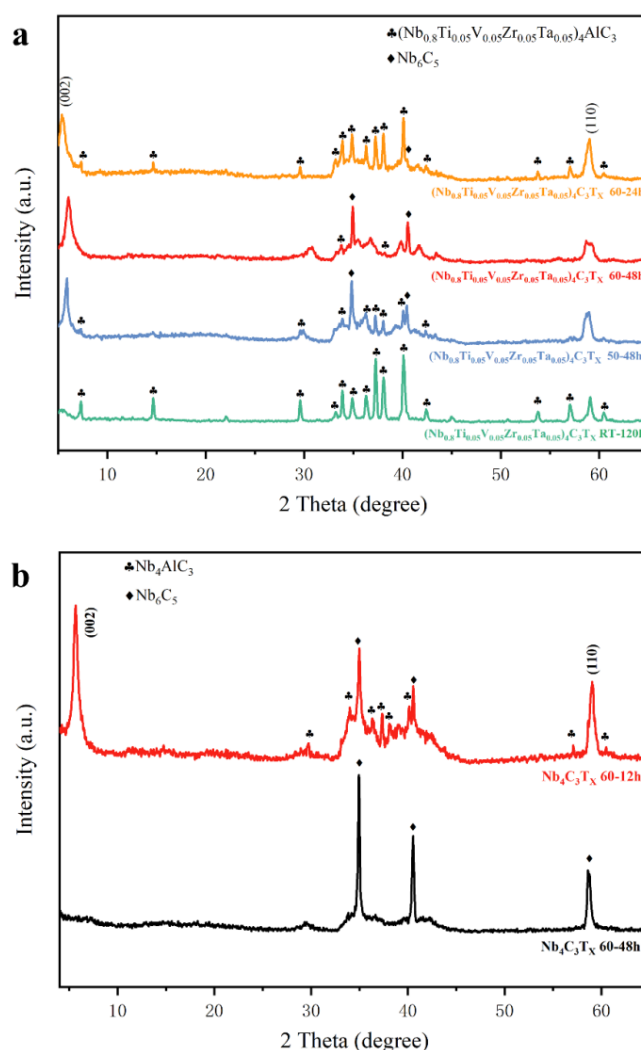 a
♣(Nb0.8Ti0.05V0.05Zr0.05Ta0.05)4AlC3
♦Nb6C5
(002)
(110)
(Nb0.8Ti0.05V0.05Zr0.05Ta0.05)4C3TX 60-24h
(Nb0.8Ti0.05V0.05Zr0.05Ta0.05)4C3TX 60-48h
(Nb0.8Ti0.05V0.05Zr0.05Ta0.05)4C3TX 50-48h
(Nb0.8Ti0.05V0.05Zr0.05Ta0.05)4C3TX RT-120h
Intensity (a.u.)
10 20 30 40 50 60
2 Theta (degree)
b
♣Nb4AlC3
♦Nb6C5
(002)
(110)
Nb4C3TX 60-12h
Nb4C3TX 60-48h
Intensity (a.u.)
10 20 30 40 50 60
2 Theta (degree)